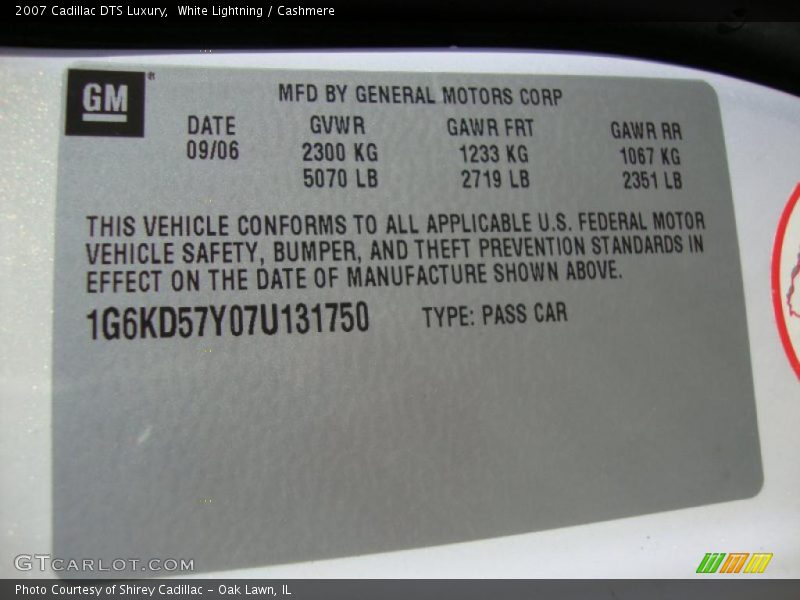 2007 Cadillac DTS Luxury, White Lightning / Cashmere
GM ®
MFD BY GENERAL MOTORS CORP
DATE GVWR GAWR FRT GAWR RR
09/06 2300 KG 1233 KG 1067 KG
5070 LB 2719 LB 2351 LB
THIS VEHICLE CONFORMS TO ALL APPLICABLE U.S. FEDERAL MOTOR
VEHICLE SAFETY, BUMPER, AND THEFT PREVENTION STANDARDS IN
EFFECT ON THE DATE OF MANUFACTURE SHOWN ABOVE.
1G6KD57Y07U131750 TYPE: PASS CAR
GTCARLOT.COM
Photo Courtesy of Shirey Cadillac - Oak Lawn, IL